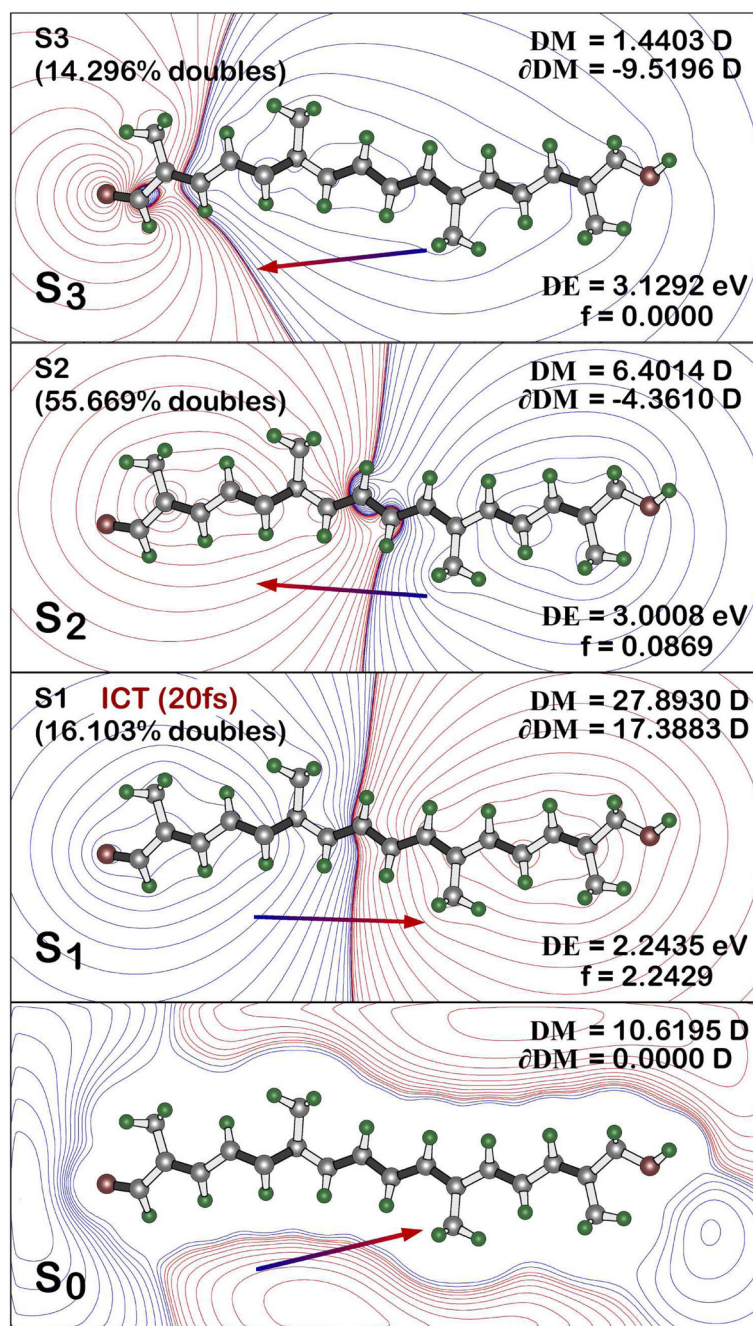 S3
(14.296% doubles)
DM = 1.4403 D
∂DM = -9.5196 D
S3
DE = 3.1292 eV
f = 0.0000
S2
(55.669% doubles)
DM = 6.4014 D
∂DM = -4.3610 D
S2
DE = 3.0008 eV
f = 0.0869
S1 ICT (20fs)
(16.103% doubles)
DM = 27.8930 D
∂DM = 17.3883 D
S1
DE = 2.2435 eV
f = 2.2429
DM = 10.6195 D
∂DM = 0.0000 D
S0